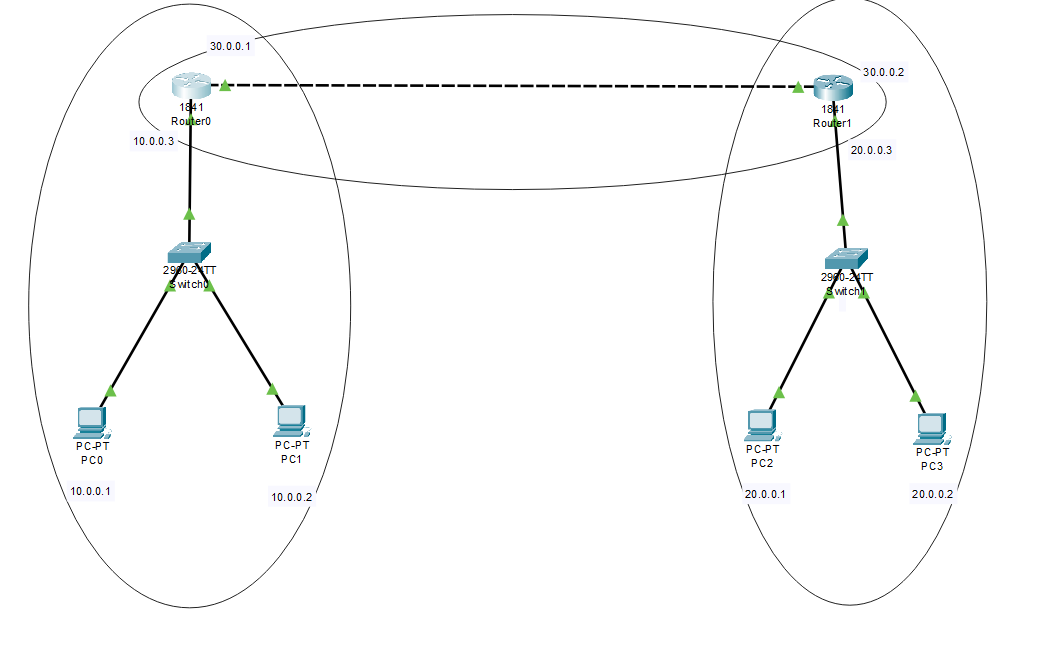 30.0.0.1
1841
Router0
10.0.0.3
30.0.0.2
1841
Router1
20.0.0.3
2960-24TT
Switch0
2960-24TT
Switch1
PC-PT
PC0
10.0.0.1
PC-PT
PC1
10.0.0.2
PC-PT
PC2
20.0.0.1
PC-PT
PC3
20.0.0.2